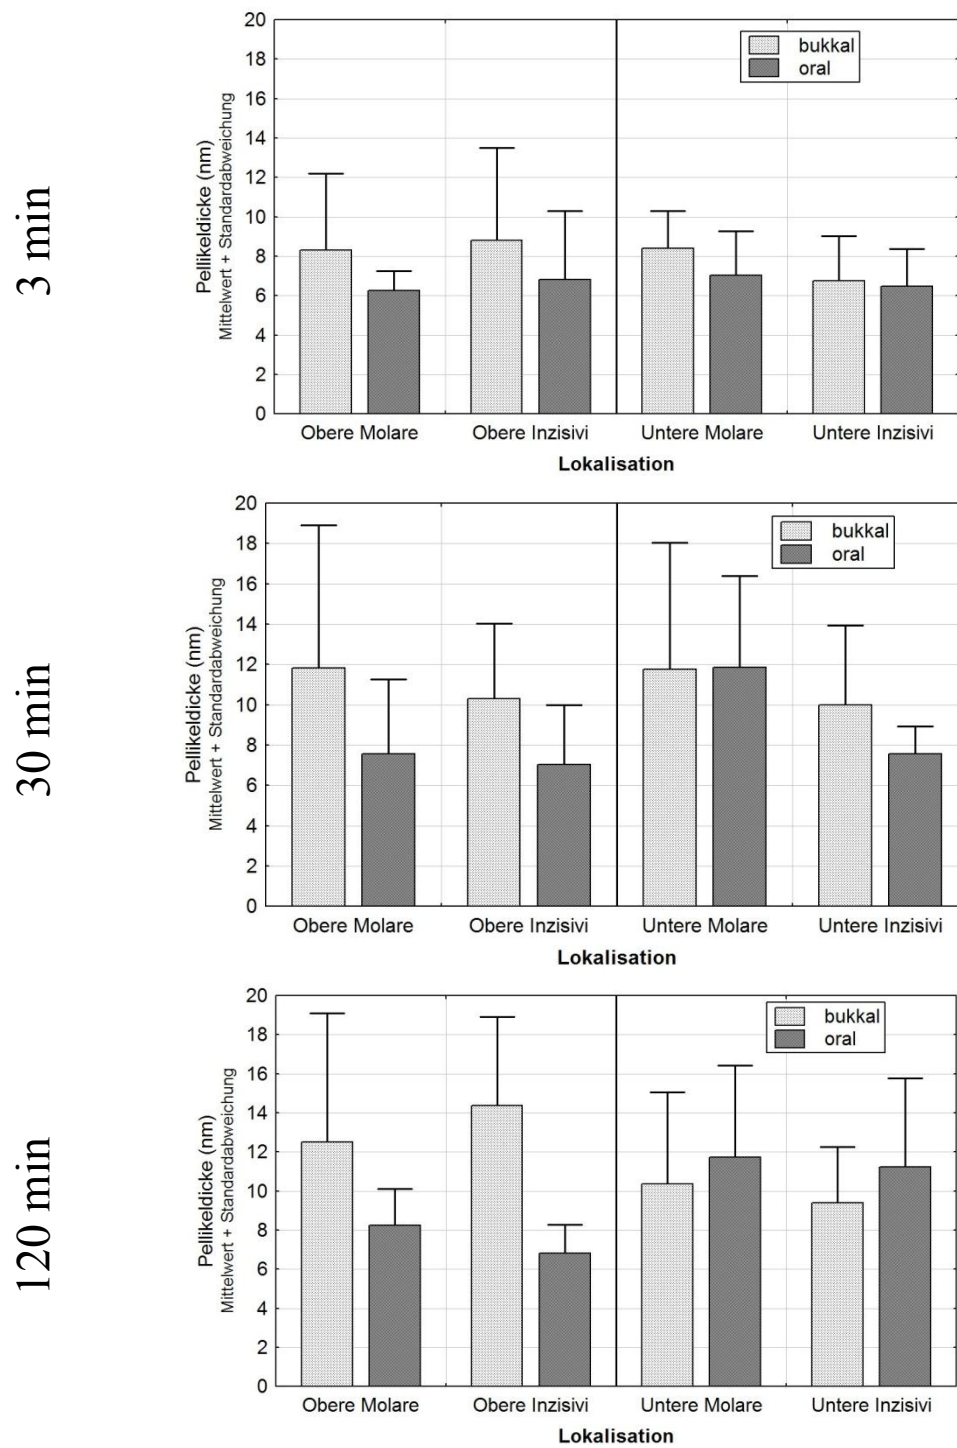 3 min
Pellikeldicke (nm)
Mittelwert + Standardabweichung
20
18
16
14
12
10
8
6
4
2
0
bukkal
oral
Obere Molare Obere Inzisivi Untere Molare Untere Inzisivi
Lokalisation
30 min
Pellikeldicke (nm)
Mittelwert + Standardabweichung
20
18
16
14
12
10
8
6
4
2
0
bukkal
oral
Obere Molare Obere Inzisivi Untere Molare Untere Inzisivi
Lokalisation
120 min
Pellikeldicke (nm)
Mittelwert + Standardabweichung
20
18
16
14
12
10
8
6
4
2
0
bukkal
oral
Obere Molare Obere Inzisivi Untere Molare Untere Inzisivi
Lokalisation